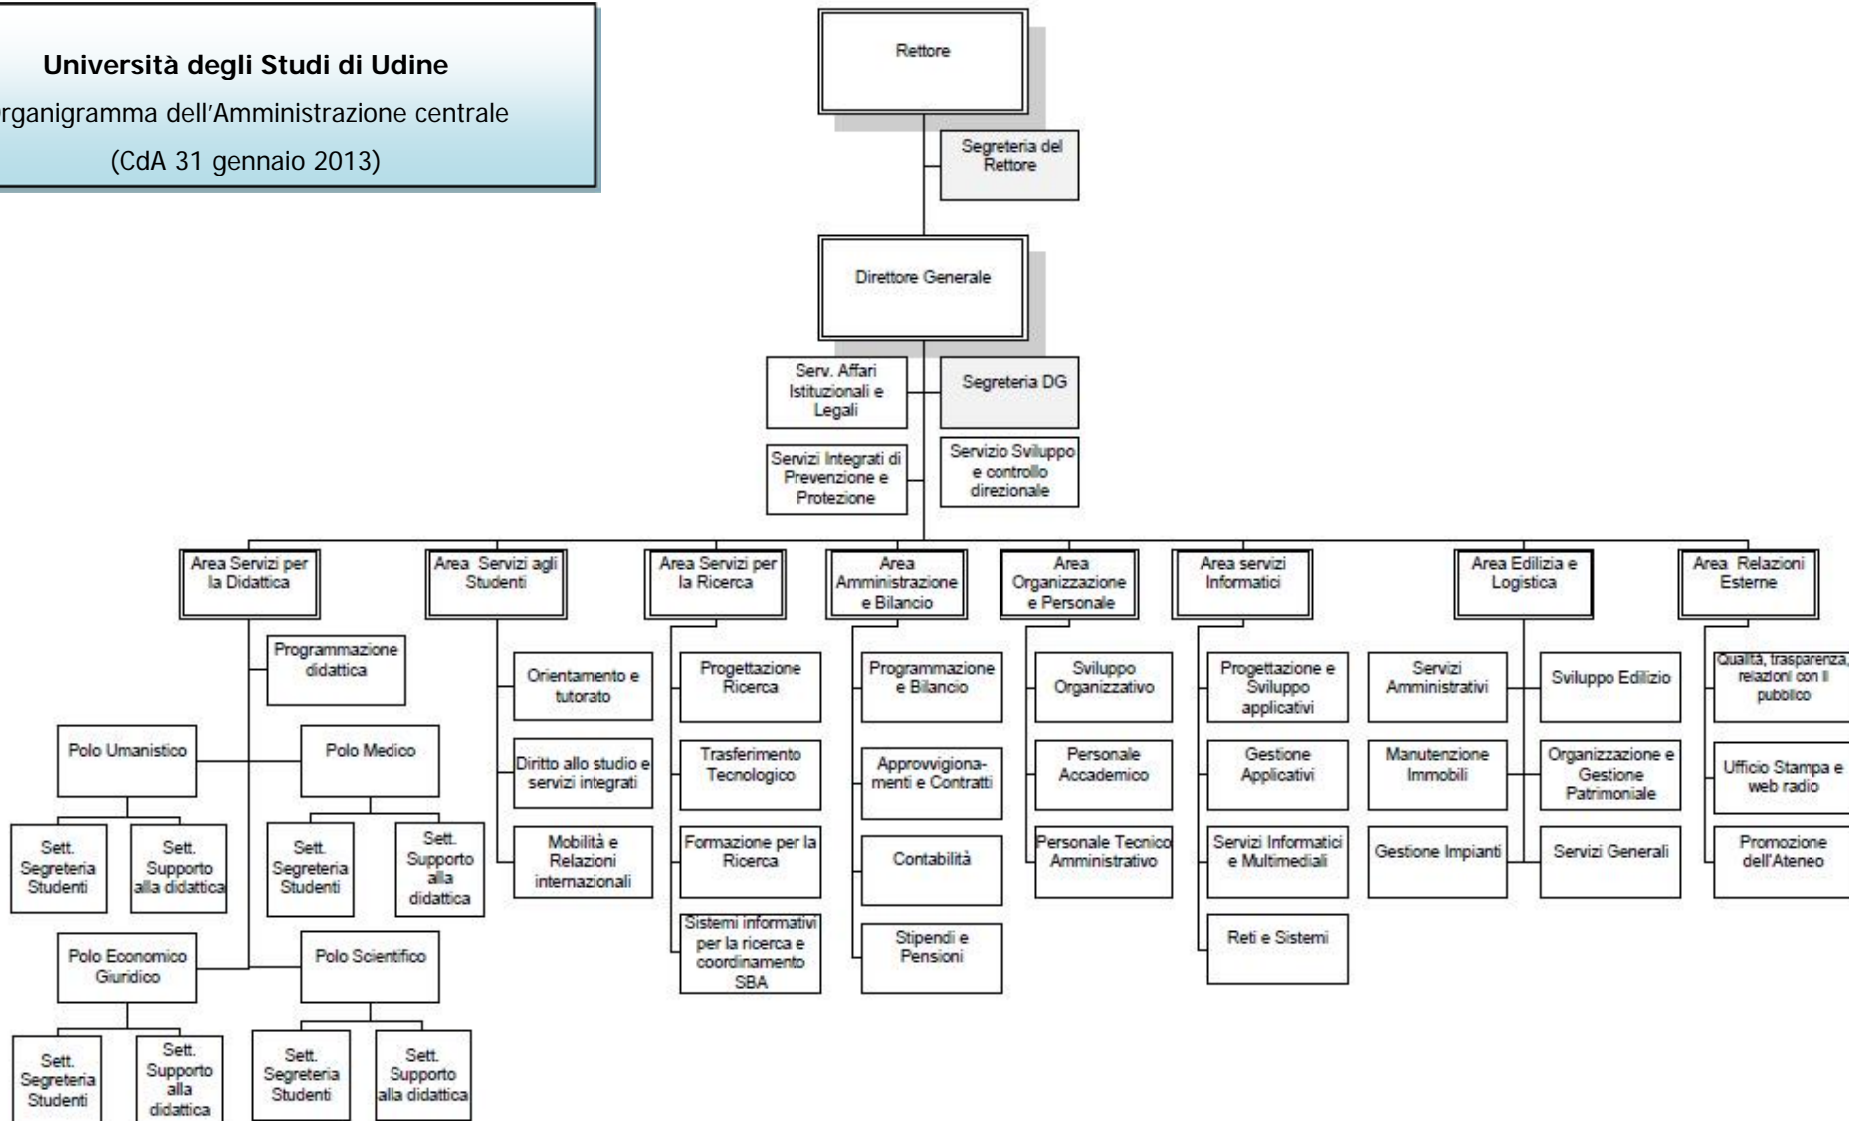 Università degli Studi di Udine
rganigramma dell'Amministrazione centrale
(CdA 31 gennaio 2013)
Rettore
Segreteria del
Rettore
Direttore Generale
Serv. Affari
Istituzionali e
Legali
Segreteria DG
Servizi Integrati di
Prevenzione e
Protezione
Servizio Sviluppo
e controllo
direzionale
Area Servizi per
la Didattica
Area Servizi agli
Studenti
Area Servizi per
la Ricerca
Area
Amministrazione
e Bilancio
Area
Organizzazione
e Personale
Area servizi
Informatici
Area Edilizia e
Logistica
Area Relazioni
Esterne
Programmazione
didattica
Polo Umanistico
Polo Medico
Sett.
Segreteria
Studenti
Sett.
Supporto
alla didattica
Sett.
Segreteria
Studenti
Sett.
Supporto
alla
didattica
Polo Economico
Giuridico
Polo Scientifico
Sett.
Segreteria
Studenti
Sett.
Supporto
alla
didattica
Sett.
Segreteria
Studenti
Sett.
Supporto
alla didattica
Orientamento e
tutorato
Diritto allo studio e
servizi integrati
Mobilità e
Relazioni
internazionali
Progettazione
Ricerca
Trasferimento
Tecnologico
Formazione per la
Ricerca
Sistemi informativi
per la ricerca e
coordinamento
SBA
Programmazione
e Bilancio
Approvvigiona-
menti e Contratti
Contabilità
Stipendi e
Pensioni
Sviluppo
Organizzativo
Personale
Accademico
Personale Tecnico
Amministrativo
Progettazione e
Sviluppo
applicativi
Gestione
Applicativi
Servizi Informatici
e Multimediali
Reti e Sistemi
Servizi
Amministrativi
Sviluppo Edilizio
Manutenzione
Immobili
Organizzazione e
Gestione
Patrimoniale
Gestione Impianti
Servizi Generali
Qualità, trasparenza,
relazioni con il
pubblico
Ufficio Stampa e
web radio
Promozione
dell'Ateneo